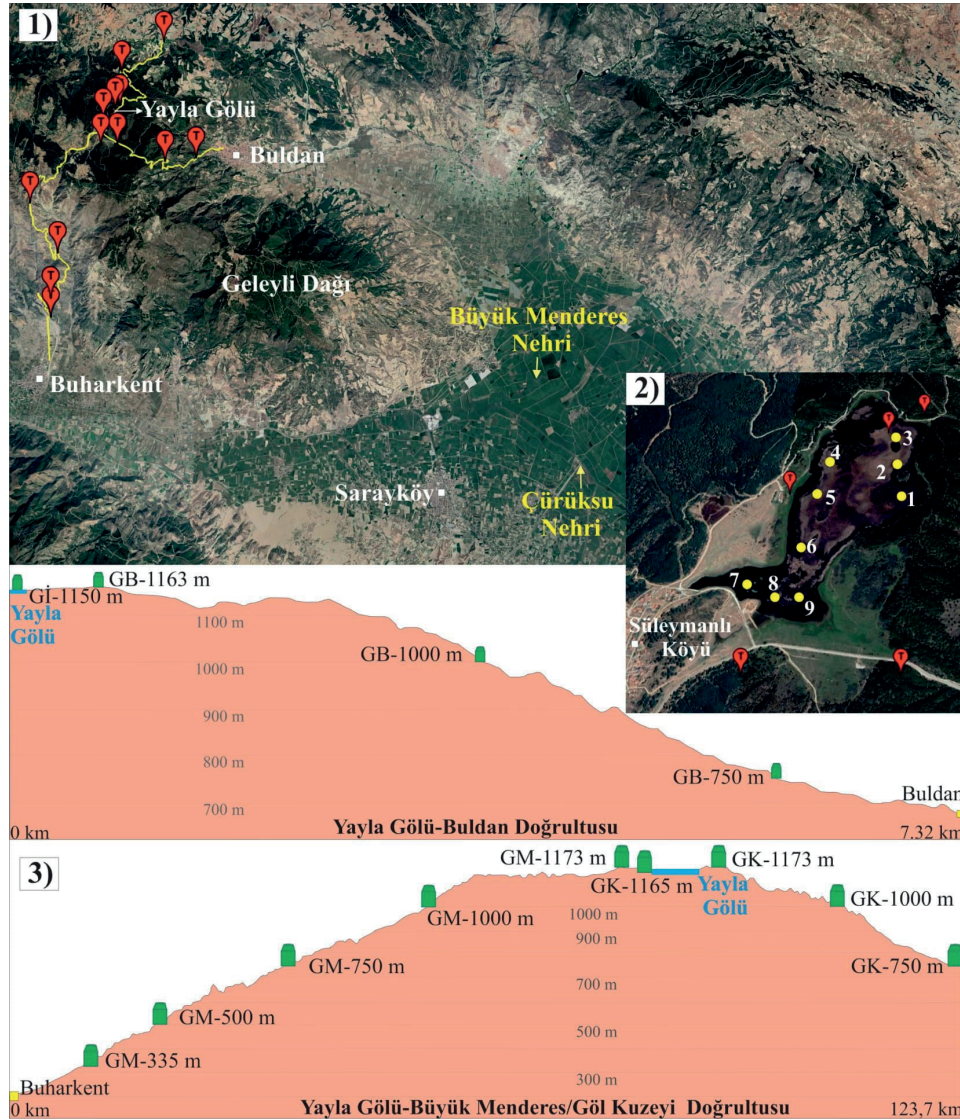 1)
T
T
T
T
T
Yayla Gölü
T
T
T
T
Buldan
T
T
Geleyli Dağı
T
T
Büyük Menderes
Nehri
Buharkent
Sarayköy
Çürüksu
Nehri
2)
T
T
3
4
2
T
5
1
6
7
8
9
Süleymanlı
Köyü
T
T
GB-1163 m
Gİ-1150 m
Yayla
Gölü
1100 m
GB-1000 m
1000 m
900 m
800 m
GB-750 m
700 m
Buldan
0 km
Yayla Gölü-Buldan Doğrultusu
7.32 km
3)
GM-1173 m
GK-1173 m
GK-1165 m
Yayla
Gölü
GM-1000 m
GK-1000 m
1000 m
900 m
GM-750 m
GK-750 m
700 m
GM-500 m
500 m
GM-335 m
300 m
Buharkent
0 km
Yayla Gölü-Büyük Menderes/Göl Kuzeyi Doğrultusu
123,7 km